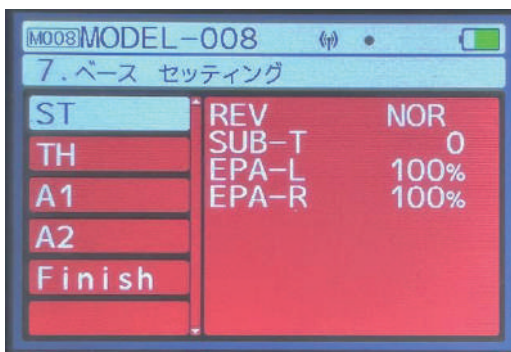 M008 MODEL-008
7.ベース セッティング
ST
TH
A1
A2
Finish
REV NOR
SUB-T 0
EPA-L 100%
EPA-R 100%